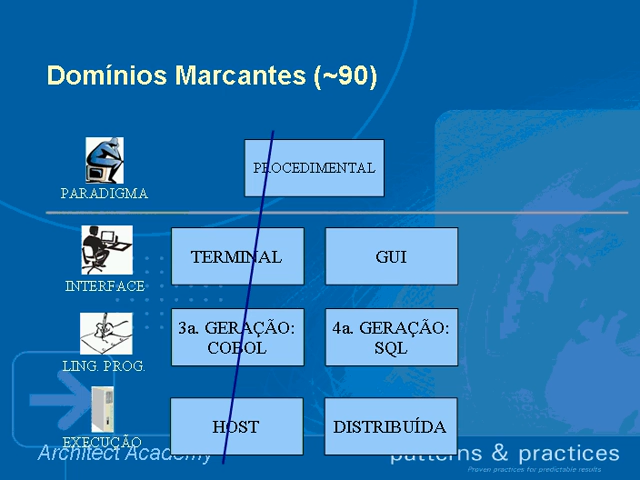 Domínios Marcantes (~90)
PARADIGMA
PROCEDIMENTAL
INTERFACE
TERMINAL
GUI
LING. PROG.
3a. GERAÇÃO:
COBOL
4a. GERAÇÃO:
SQL
EXECUÇÃO
HOST
DISTRIBUÍDA
Architect Academy
patterns & practices
Proven practices for predictable results